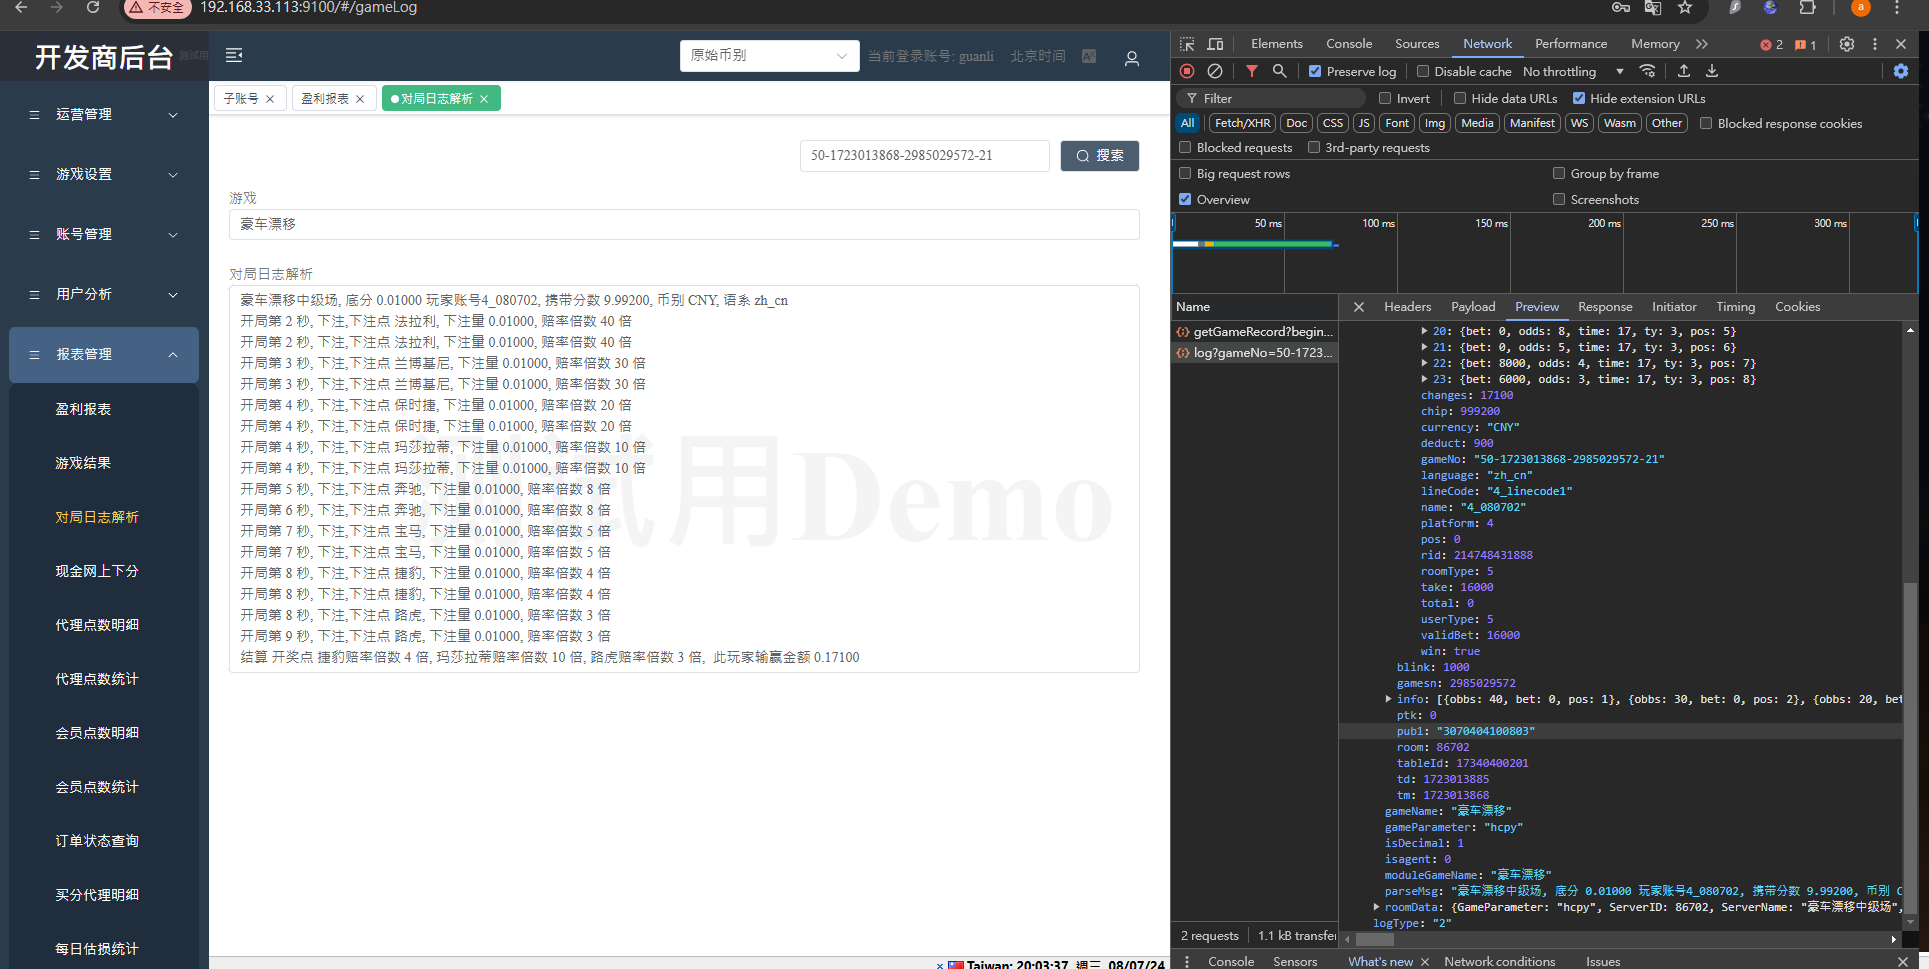 不安全 192.168.33.113:9100/#/gameLog
开发商后台
原始币别 当前登录账号: guanli 北京时间
子账号 盈利报表 对局日志解析
运营管理
游戏设置
账号管理
用户分析
报表管理
盈利报表
游戏结果
对局日志解析
现金网上下分
代理点数明细
代理点数统计
会员点数明细
会员点数统计
订单状态查询
买分代理明细
每日估损统计
50-1723013868-2985029572-21 搜索
游戏
豪车漂移
对局日志解析
豪车漂移中级场, 底分 0.01000 玩家账号4_080702, 携带分数 9.99200, 币别 CNY, 语系 zh_cn
开局第 2 秒, 下注,下注点 法拉利, 下注量 0.01000, 赔率倍数 40 倍
开局第 2 秒, 下注,下注点 法拉利, 下注量 0.01000, 赔率倍数 40 倍
开局第 3 秒, 下注,下注点 兰博基尼, 下注量 0.01000, 赔率倍数 30 倍
开局第 3 秒, 下注,下注点 兰博基尼, 下注量 0.01000, 赔率倍数 30 倍
开局第 4 秒, 下注,下注点 保时捷, 下注量 0.01000, 赔率倍数 20 倍
开局第 4 秒, 下注,下注点 保时捷, 下注量 0.01000, 赔率倍数 20 倍
开局第 4 秒, 下注,下注点 玛莎拉蒂, 下注量 0.01000, 赔率倍数 10 倍
开局第 4 秒, 下注,下注点 玛莎拉蒂, 下注量 0.01000, 赔率倍数 10 倍
开局第 5 秒, 下注,下注点 奔驰, 下注量 0.01000, 赔率倍数 8 倍
开局第 6 秒, 下注,下注点 奔驰, 下注量 0.01000, 赔率倍数 8 倍
开局第 7 秒, 下注,下注点 宝马, 下注量 0.01000, 赔率倍数 5 倍
开局第 7 秒, 下注,下注点 宝马, 下注量 0.01000, 赔率倍数 5 倍
开局第 8 秒, 下注,下注点 捷豹, 下注量 0.01000, 赔率倍数 4 倍
开局第 8 秒, 下注,下注点 捷豹, 下注量 0.01000, 赔率倍数 4 倍
开局第 8 秒, 下注,下注点 路虎, 下注量 0.01000, 赔率倍数 3 倍
开局第 9 秒, 下注,下注点 路虎, 下注量 0.01000, 赔率倍数 3 倍
结算 开奖点 捷豹赔率倍数 4 倍, 玛莎拉蒂赔率倍数 10 倍, 路虎赔率倍数 3 倍, 此玩家输赢金额 0.17100
测试用Demo
Taiwan: 20:03:37 週三 08/07/24
Elements Console Sources Network Performance Memory 2 1
Preserve log Disable cache No throttling
Filter Invert Hide data URLs Hide extension URLs
All Fetch/XHR Doc CSS JS Font Img Media Manifest WS Wasm Other Blocked response cookies
Blocked requests 3rd-party requests
Big request rows Group by frame
Overview Screenshots
50 ms 100 ms 150 ms 200 ms 250 ms 300 ms
Name
getGameRecord?begin...
log?gameNo=50-1723...
Headers Payload Preview Response Initiator Timing Cookies
20: {bet: 0, odds: 8, time: 17, ty: 3, pos: 5}
21: {bet: 0, odds: 5, time: 17, ty: 3, pos: 6}
22: {bet: 8000, odds: 4, time: 17, ty: 3, pos: 7}
23: {bet: 6000, odds: 3, time: 17, ty: 3, pos: 8}
changes: 17100
chip: 999200
currency: "CNY"
deduct: 900
gameNo: "50-1723013868-2985029572-21"
language: "zh_cn"
lineCode: "4_linecode1"
name: "4_080702"
platform: 4
pos: 0
rid: 214748431888
roomType: 5
take: 16000
total: 0
userType: 5
validBet: 16000
win: true
blink: 1000
gamesn: 2985029572
info: [{obbs: 40, bet: 0, pos: 1}, {obbs: 30, bet: 0, pos: 2}, {obbs: 20, bet
ptk: 0
pub1: "3070404100803"
room: 86702
tableId: 17340400201
td: 1723013885
tm: 1723013868
gameName: "豪车漂移"
gameParameter: "hcpy"
isDecimal: 1
isagent: 0
moduleGameName: "豪车漂移"
parseMsg: "豪车漂移中级场, 底分 0.01000 玩家账号4_080702, 携带分数 9.99200, 币别 C
roomData: {GameParameter: "hcpy", ServerID: 86702, ServerName: "豪车漂移中级场",
logType: "2"
2 requests 1.1 kB transfer
Console Sensors What's new Network conditions Issues